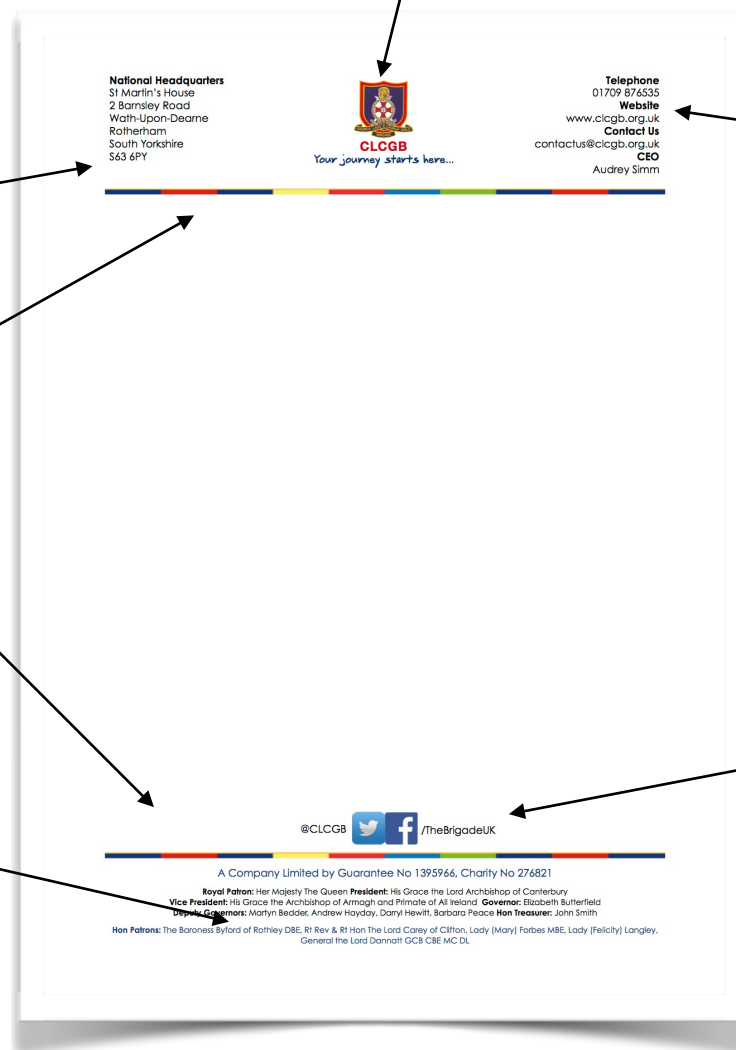 National Headquarters
St Martin's House
2 Barnsley Road
Wath-Upon-Dearne
Rotherham
South Yorkshire
S63 6PY
CLCGB
Your journey starts here...
Telephone
01709 876535
Website
www.clcgb.org.uk
Contact Us
contactus@clcgb.org.uk
CEO
Audrey Simm
@CLCGB
/TheBrigadeUK
A Company Limited by Guarantee No 1395966, Charity No 276821
Royal Patron: Her Majesty The Queen President: His Grace the Lord Archbishop of Canterbury
Vice President: His Grace the Archbishop of Armagh and Primate of All Ireland Governor: Elizabeth Butterfield
Deputy Governors: Martyn Bedder, Andrew Hayday, Darryl Hewitt, Barbara Peace Hon Treasurer: John Smith
Hon Patrons: The Baroness Byford of Rothley DBE, Rt Rev & Rt Hon The Lord Carey of Clifton, Lady (Mary) Forbes MBE, Lady (Felicity) Langley,
General the Lord Dannatt GCB CBE MC DL